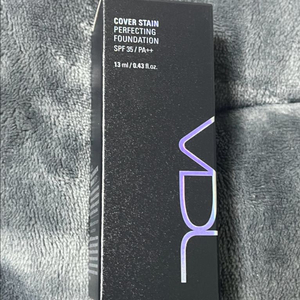 COVER STAIN
PERFECTING
FOUNDATION
SPF 35 / PA++
13 ml / 0.43 fl.oz.
VDL